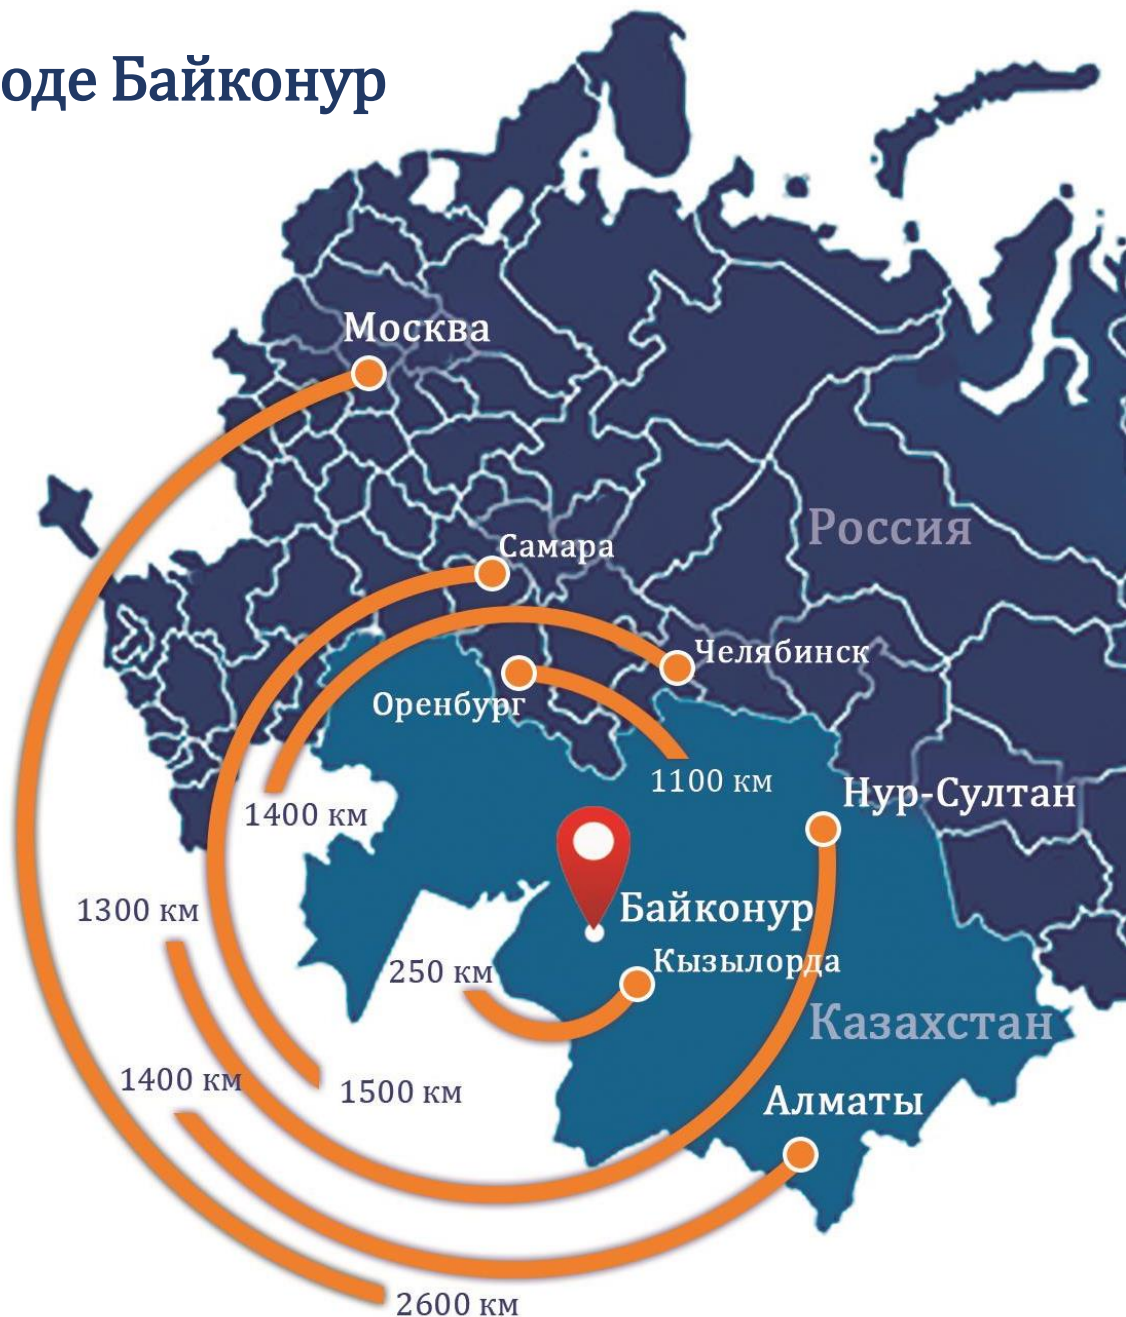 оде Байконур
Москва
Россия
Самара
Челябинск
Оренбург
1100 км
Нур-Султан
1400 км
Байконур
1300 км
Кызылорда
250 км
Казахстан
1400 км
1500 км
Алматы
2600 км